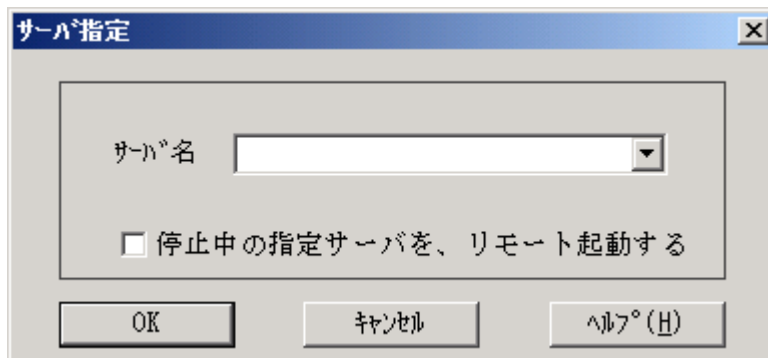 サーバ指定
ｻｰﾊﾞ名
停止中の指定サーバを、リモート起動する
OK
ｷｬﾝｾﾙ
ﾍﾙﾌﾟ(H)